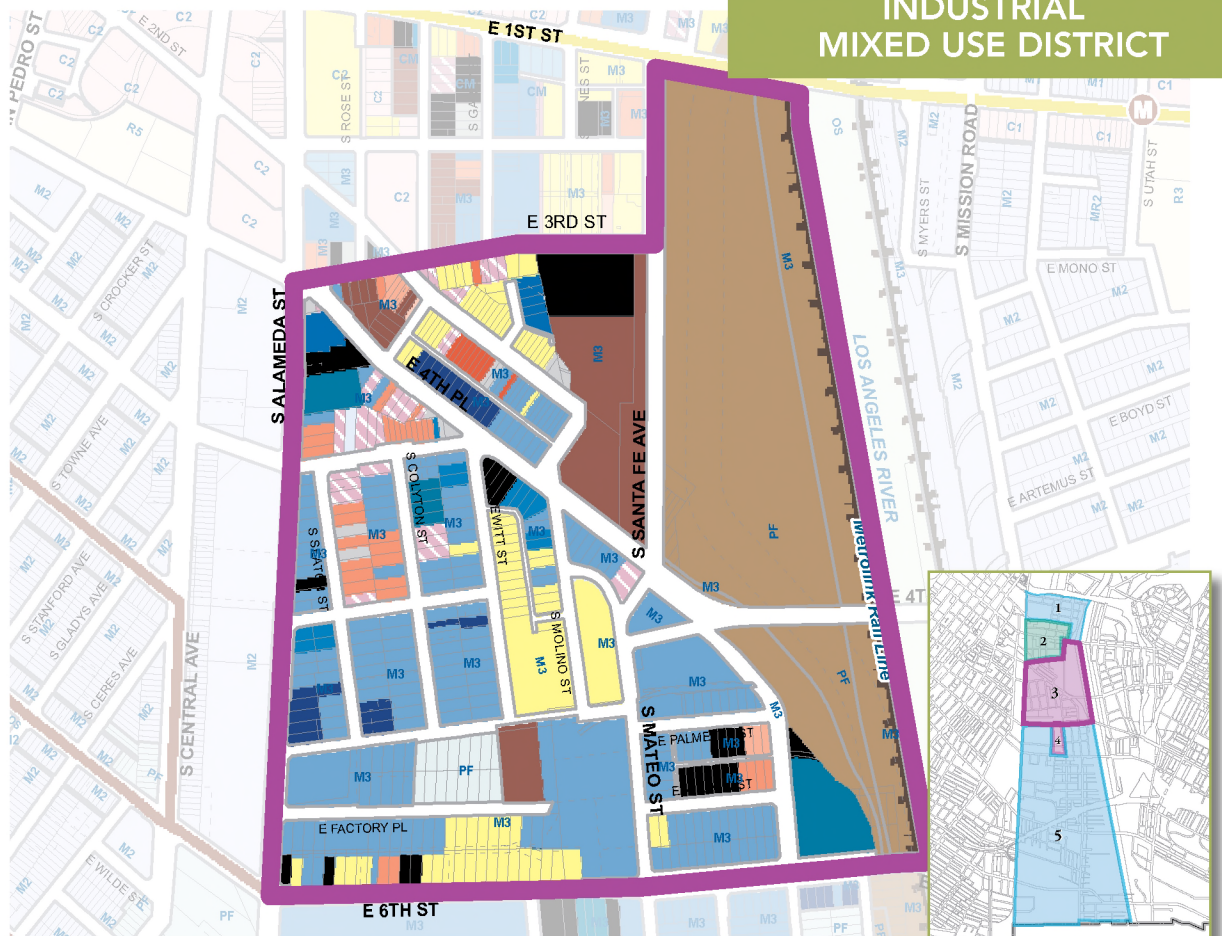 INDUSTRIAL
MIXED USE DISTRICT
E 1ST ST
E 2ND ST
S ROSE ST
E 3RD ST
S ALAMEDA ST
E 4TH PL
S SANTA FE AVE
S COLYTON ST
EWITT ST
S MOLINO ST
S MATEO ST
E FACTORY PL
E 6TH ST
S CENTRAL AVE
S CROCKER ST
S TOWNE AVE
S STANFORD AVE
S GLADYS AVE
S CERES AVE
E WILDE ST
LOS ANGELES RIVER
Metrolink Rail Line
S MYERS ST
S MISSION ROAD
S UTAH ST
E MONO ST
E BOYD ST
E ARTEMUS ST
M
C2
R5
M2
M3
CM
PF
OS
C1
M1
MR2
R3
1
2
3
4
5